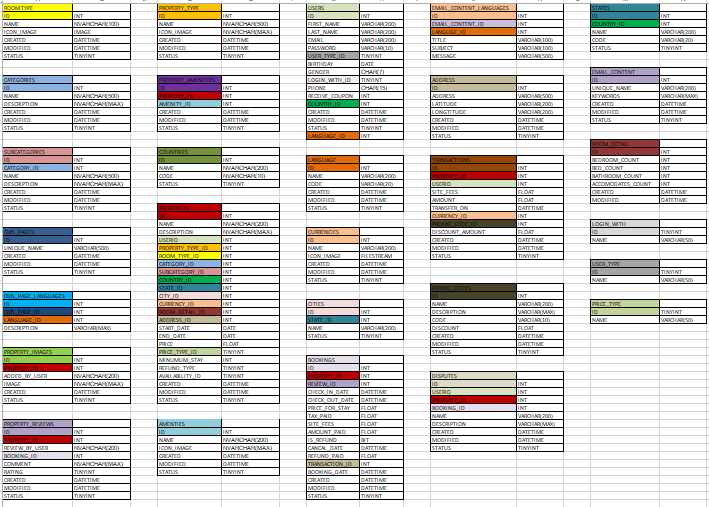 ROOM TYPE
ID INT
NAME NVARCHAR(100)
ICON_IMAGE IMAGE
CREATED DATETIME
MODIFIED DATETIME
STATUS TINYINT
CATEGORIES
ID INT
NAME NVARCHAR(500)
DESCRIPTION NVARCHAR(MAX)
CREATED DATETIME
MODIFIED DATETIME
STATUS TINYINT
SUBCATEGORIES
ID INT
CATEGORY_ID INT
NAME NVARCHAR(500)
DESCRIPTION NVARCHAR(MAX)
CREATED DATETIME
MODIFIED DATETIME
STATUS TINYINT
CMS_PAGES
ID INT
UNIQUE_NAME VARCHAR(500)
CREATED DATETIME
MODIFIED DATETIME
STATUS TINYINT
CMS_PAGE_LANGUAGES
ID INT
CMS_PAGE_ID INT
LANGUAGE_ID INT
DESCRIPTION VARCHAR(MAX)
PROPERTY_IMAGES
ID INT
PROPERTY_ID INT
ADDED_BY_USER NVARCHAR(200)
IMAGE NVARCHAR(MAX)
CREATED DATETIME
STATUS TINYINT
PROPERTY_REVIEWS
ID INT
PROPERTY_ID INT
REVIEW_BY_USER NVARCHAR(200)
BOOKING_ID INT
COMMENT NVARCHAR(MAX)
RATING TINYINT
CREATED DATETIME
MODIFIED DATETIME
STATUS TINYINT
PROPERTY_TYPE
ID INT
NAME NVARCHAR(500)
ICON_IMAGE NVARCHAR(MAX)
CREATED DATETIME
MODIFIED DATETIME
STATUS TINYINT
PROPERTY_AMENITIES
ID INT
PROPERTY_ID INT
AMENITY_ID INT
CREATED DATETIME
MODIFIED DATETIME
STATUS TINYINT
COUNTRIES
ID INT
NAME NVARCHAR(200)
CODE NVARCHAR(10)
STATUS TINYINT
PROPERTIES
ID INT
NAME NVARCHAR(200)
DESCRIPTION NVARCHAR(MAX)
USERID INT
PROPERTY_TYPE_ID INT
ROOM_TYPE_ID INT
CATEGORY_ID INT
SUBCATEGORY_ID INT
COUNTRY_ID INT
STATE_ID INT
CITY_ID INT
CURRENCY_ID INT
ROOM_DETAIL_ID INT
ADDRESS_ID INT
START_DATE DATE
END_DATE DATE
PRICE FLOAT
PRICE_TYPE_ID TINYINT
MINUMUM_STAY INT
REFUND_TYPE TINYINT
AVAILABILITY_ID TINYINT
CREATED DATETIME
MODIFIED DATETIME
STATUS TINYINT
AMENTIES
ID INT
NAME NVARCHAR(200)
ICON_IMAGE NVARCHAR(MAX)
CREATED DATETIME
MODIFIED DATETIME
STATUS TINYINT
USERS
ID INT
FIRST_NAME VARCHAR(200)
LAST_NAME VARCHAR(200)
EMAIL VARCHAR(200)
PASSWORD VARCHAR(10)
USER_TYPE_ID TINYINT
BIRTHDAY DATE
GENDER CHAR(7)
LOGIN_WITH_ID TINYINT
PHONE CHAR(15)
RECEIVE_COUPON INT
COUNTRY_ID INT
CREATED DATETIME
MODIFIED DATETIME
STATUS TINYINT
LANGUAGE_ID INT
LANGUAGE
ID INT
NAME VARCHAR(200)
CODE VARCHAR(20)
CREATED DATETIME
MODIFIED DATETIME
STATUS TINYINT
CURRENCIES
ID INT
NAME VARCHAR(200)
ICON_IMAGE FILESTREAM
CREATED DATETIME
MODIFIED DATETIME
STATUS TINYINT
CITIES
ID INT
STATE_ID INT
NAME VARCHAR(200)
STATUS TINYINT
BOOKINGS
ID INT
PROPERTY_ID INT
REVIEW_ID INT
CHECK_IN_DATE DATETIME
CHECK_OUT_DATE DATETIME
PRICE_FOR_STAY FLOAT
TAX_PAID FLOAT
SITE_FEES FLOAT
AMOUNT_PAID FLOAT
IS_REFUND BIT
CANCAL_DATE DATETIME
REFUND_PAID FLOAT
TRANSACTION_ID INT
BOOKING_DATE DATETIME
CREATED DATETIME
MODIFIED DATETIME
STATUS TINYINT
EMAIL_CONTENT_LANGUAGES
ID INT
EMAIL_CONTENT_ID INT
LANGUAGE_ID INT
TITLE VARCHAR(100)
SUBJECT VARCHAR(100)
MESSAGE VARCHAR(500)
ADDRESS
ID INT
ADDRESS VARCHAR(500)
LATITUDE VARCHAR(200)
LONGTITUDE VARCHAR(200)
CREATED DATETIME
MODIFIED DATETIME
STATUS TINYINT
TRANSACTIONS
ID INT
PROPERTY_ID INT
USERID INT
SITE_FEES FLOAT
AMOUNT FLOAT
TRANSFER_ON DATETIME
CURRENCY_ID INT
PROMO_CODE_ID INT
DISCOUNT_AMOUNT FLOAT
CREATED DATETIME
MODIFIED DATETIME
STATUS TINYINT
PROMO_CODES
ID INT
NAME VARCHAR(200)
DESCRIPTION VARCHAR(MAX)
CODE VARCHAR(10)
DISCOUNT FLOAT
CREATED DATETIME
MODIFIED DATETIME
STATUS TINYINT
DISPUTES
ID INT
USERID INT
PROPERTY_ID INT
BOOKING_ID INT
NAME VARCHAR(200)
DESCRIPTION VARCHAR(MAX)
CREATED DATETIME
MODIFIED DATETIME
STATUS TINYINT
STATES
ID INT
COUNTRY_ID INT
NAME VARCHAR(200)
CODE VARCHAR(20)
STATUS TINYINT
EMAIL_CONTENT
ID INT
UNIQUE_NAME VARCHAR(200)
KEYWORDS VARCHAR(MAX)
CREATED DATETIME
MODIFIED DATETIME
STATUS TINYINT
ROOM_DETAIL
ID INT
BEDROOM_COUNT INT
BED_COUNT INT
BATHROOM_COUNT INT
ACCOMODATES_COUNT INT
CREATED DATETIME
MODIFIED DATETIME
LOGIN_WITH
ID TINYINT
NAME VARCHAR(50)
USER_TYPE
ID TINYINT
NAME VARCHAR(50)
PRICE_TYPE
ID TINYINT
NAME VARCHAR(50)